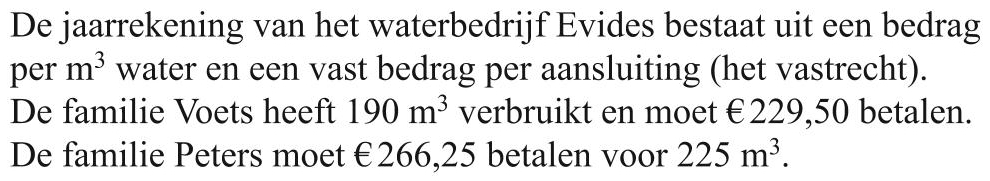 De jaarrekening van het waterbedrijf Evides bestaat uit een bedrag
per m³ water en een vast bedrag per aansluiting (het vastrecht).
De familie Voets heeft 190 m³ verbruikt en moet € 229,50 betalen.
De familie Peters moet € 266,25 betalen voor 225 m³.